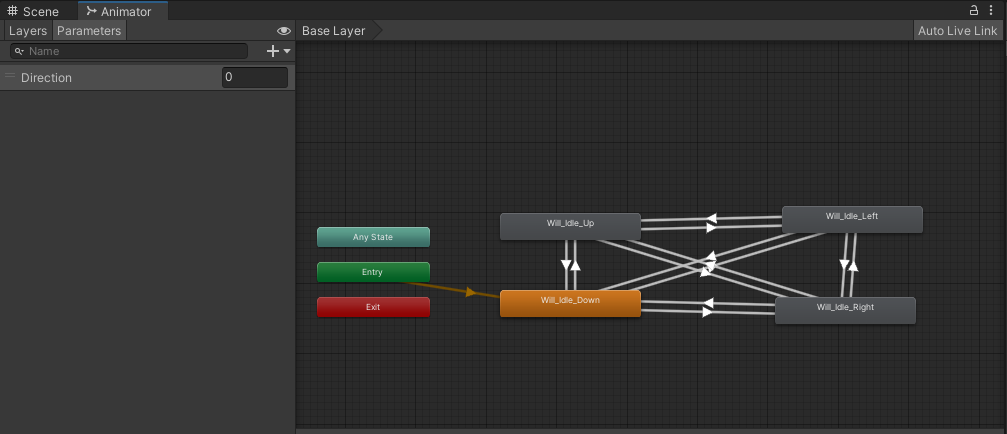 Scene Animator
Layers Parameters Base Layer Auto Live Link
Name
Direction 0
Will_Idle_Up Will_Idle_Left
Any State
Entry
Exit Will_Idle_Down Will_Idle_Right